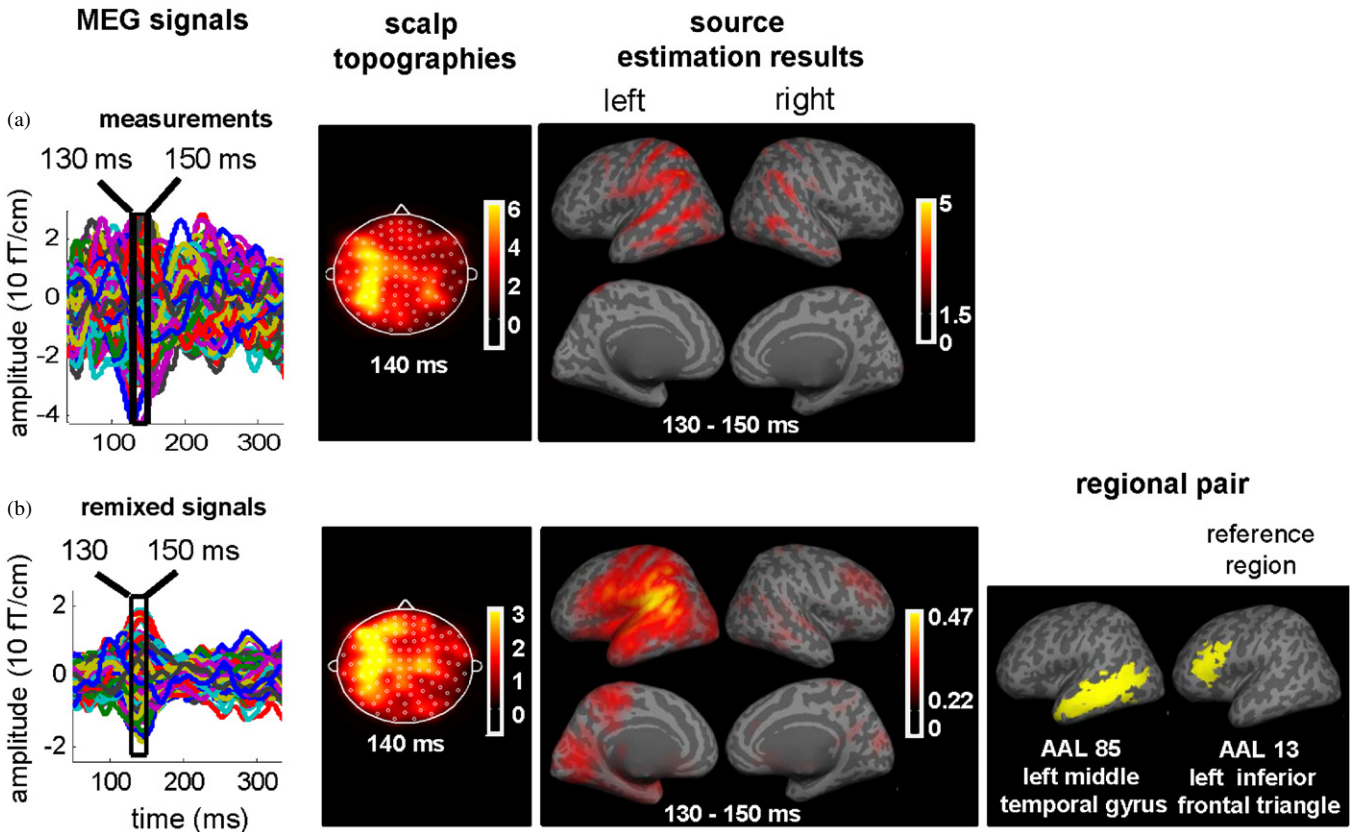 MEG signals
scalp
topographies
source
estimation results
left right
(a)
measurements
130 ms 150 ms
amplitude (10 fT/cm)
2
0
-2
-4
100 200 300
6
4
2
0
140 ms
5
1.5
0
130 - 150 ms
(b)
remixed signals
130 150 ms
amplitude (10 fT/cm)
2
0
-2
100 200 300
time (ms)
3
2
1
0
140 ms
0.47
0.22
0
130 - 150 ms
regional pair
reference
region
AAL 85
left middle
temporal gyrus
AAL 13
left inferior
frontal triangle